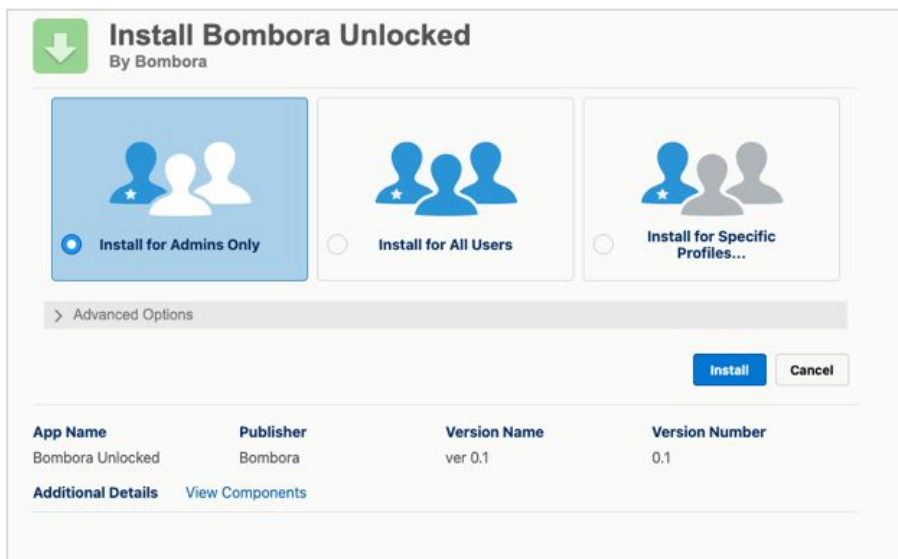 Install Bombora Unlocked
By Bombora
Install for Admins Only
Install for All Users
Install for Specific
Profiles...
Advanced Options
Install
Cancel
App Name
Publisher
Version Name
Version Number
Bombora Unlocked
Bombora
ver 0.1
0.1
Additional Details
View Components